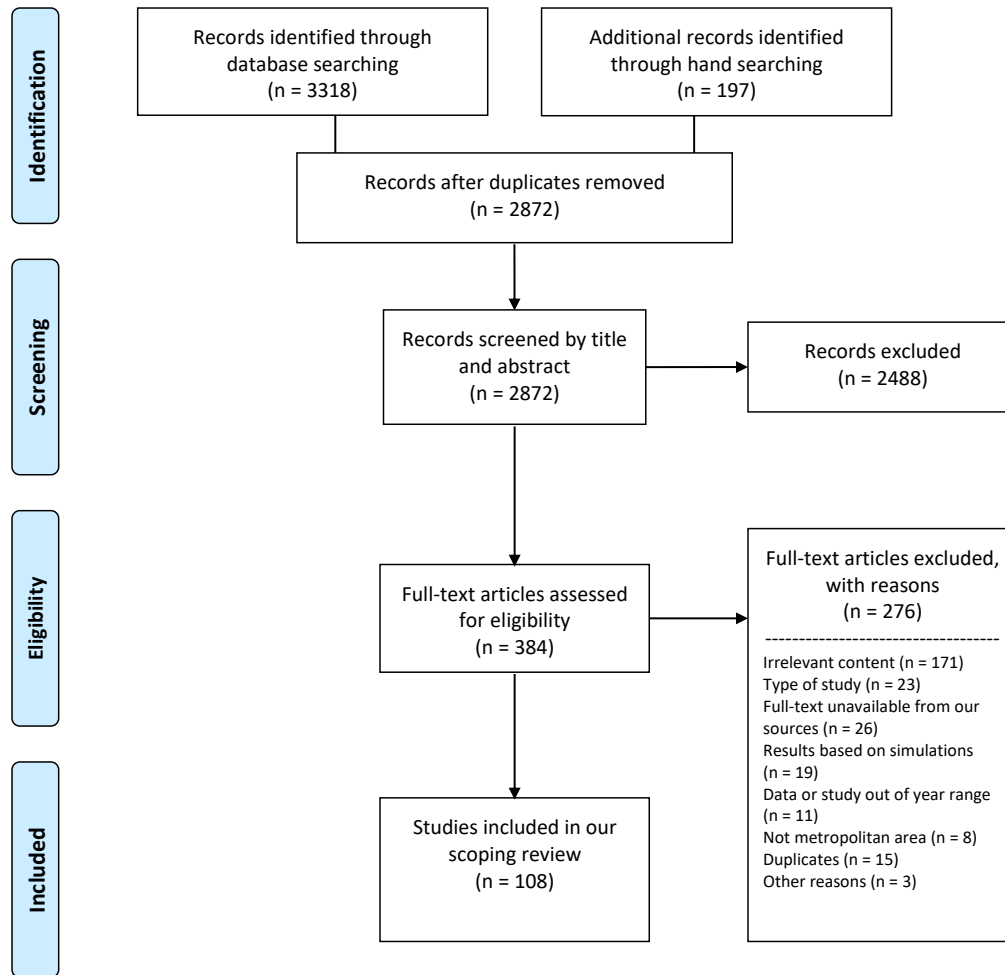 Identification
Records identified through
database searching
(n = 3318)
Additional records identified
through hand searching
(n = 197)
Records after duplicates removed
(n = 2872)
Screening
Records screened by title
and abstract
(n = 2872)
Records excluded
(n = 2488)
Eligibility
Full-text articles assessed
for eligibility
(n = 384)
Full-text articles excluded,
with reasons
(n = 276)
-----------------------------------
Irrelevant content (n = 171)
Type of study (n = 23)
Full-text unavailable from our
sources (n = 26)
Results based on simulations
(n = 19)
Data or study out of year range
(n = 11)
Not metropolitan area (n = 8)
Duplicates (n = 15)
Other reasons (n = 3)
Included
Studies included in our
scoping review
(n = 108)